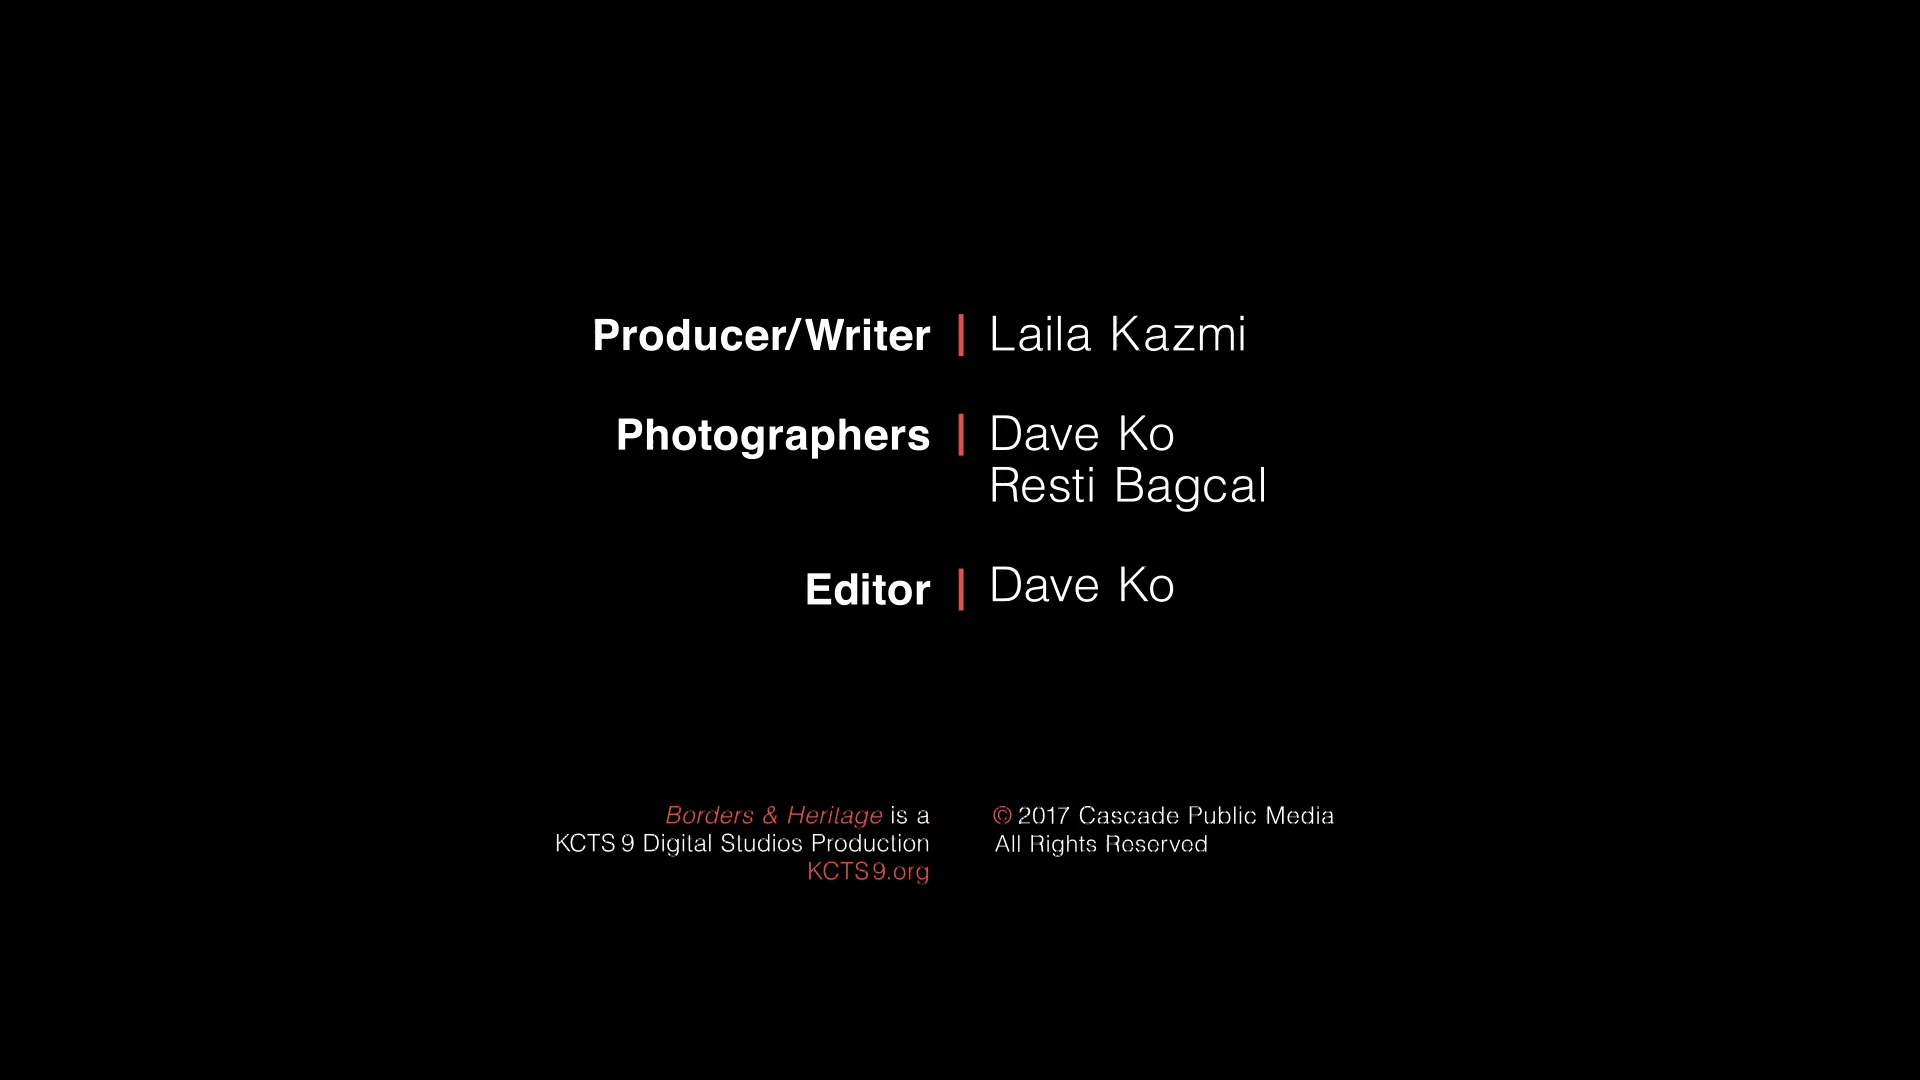 Producer/Writer | Laila Kazmi
Photographers | Dave Ko
Resti Bagcal
Editor | Dave Ko
Borders & Heritage is a
KCTS 9 Digital Studios Production
KCTS9.org
© 2017 Cascade Public Media
All Rights Reserved